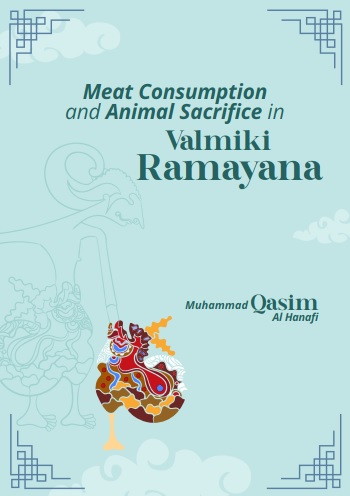 Meat Consumption
and Animal Sacrifice in
Valmiki
Ramayana
Muhammad Qasim
Al Hanafi